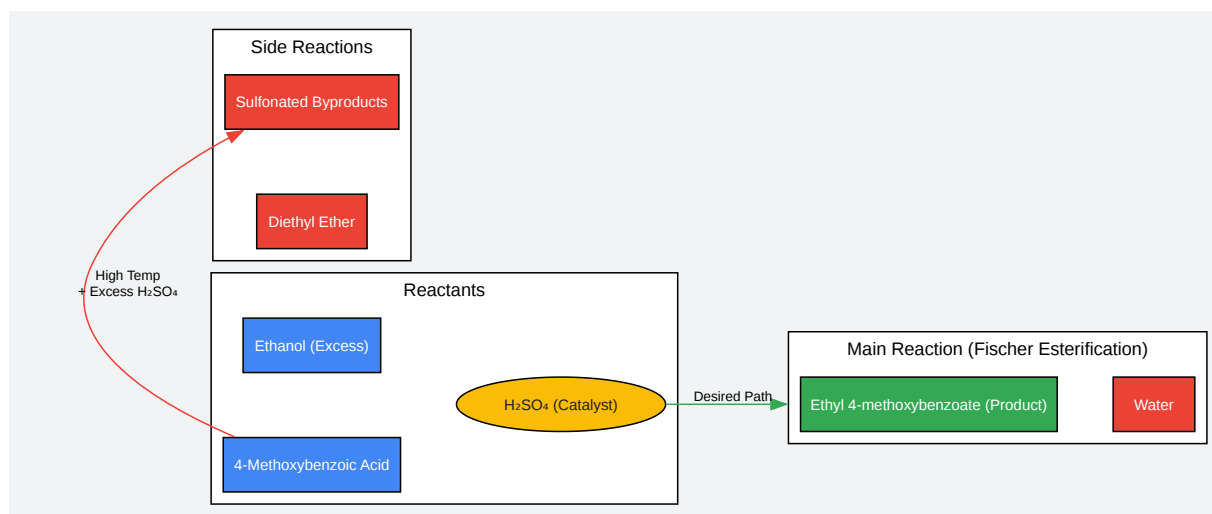 Side Reactions
Sulfonated Byproducts
Diethyl Ether
High Temp
+ Excess H₂SO₄
Reactants
Ethanol (Excess)
H₂SO₄ (Catalyst)
4-Methoxybenzoic Acid
Desired Path
Main Reaction (Fischer Esterification)
Ethyl 4-methoxybenzoate (Product)
Water